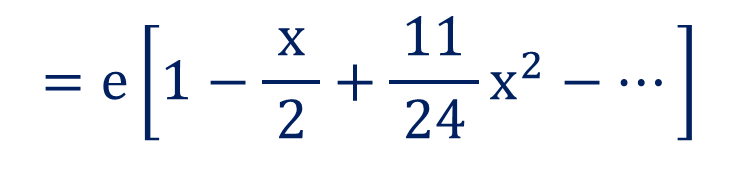 = e[1 − x/2 + 11/24 x² − ⋯]